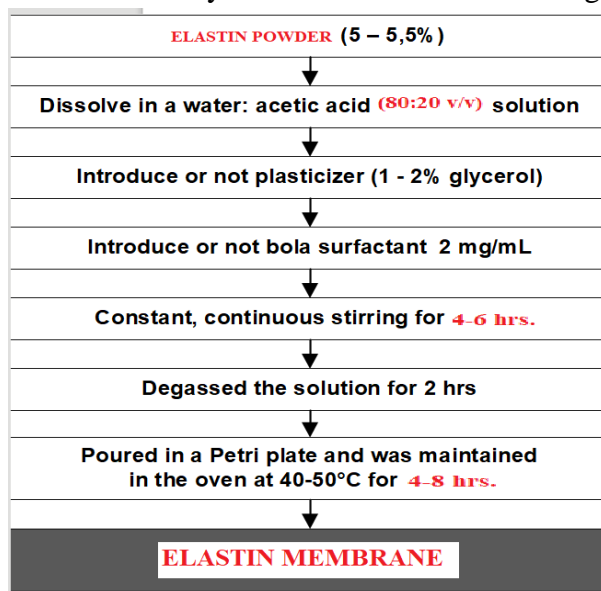 ELASTIN POWDER (5 – 5,5%)
Dissolve in a water: acetic acid (80:20 v/v) solution
Introduce or not plasticizer (1 - 2% glycerol)
Introduce or not bola surfactant 2 mg/mL
Constant, continuous stirring for 4-6 hrs.
Degassed the solution for 2 hrs
Poured in a Petri plate and was maintained
in the oven at 40-50°C for 4-8 hrs.
ELASTIN MEMBRANE